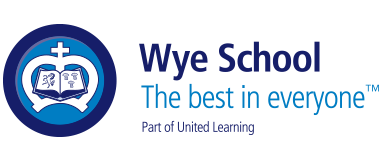 Wye School
The best in everyone™
Part of United Learning